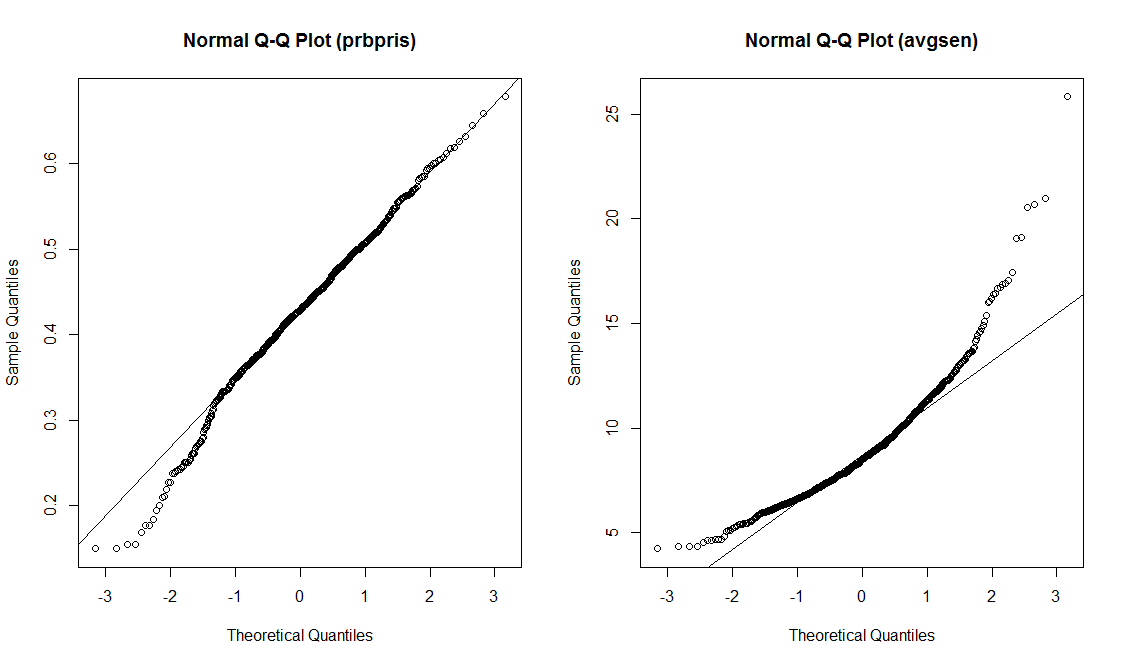 Normal Q-Q Plot (prbpris)
Sample Quantiles
0.6
0.5
0.4
0.3
0.2
-3 -2 -1 0 1 2 3
Theoretical Quantiles
Normal Q-Q Plot (avgsen)
Sample Quantiles
25
20
15
10
5
-3 -2 -1 0 1 2 3
Theoretical Quantiles